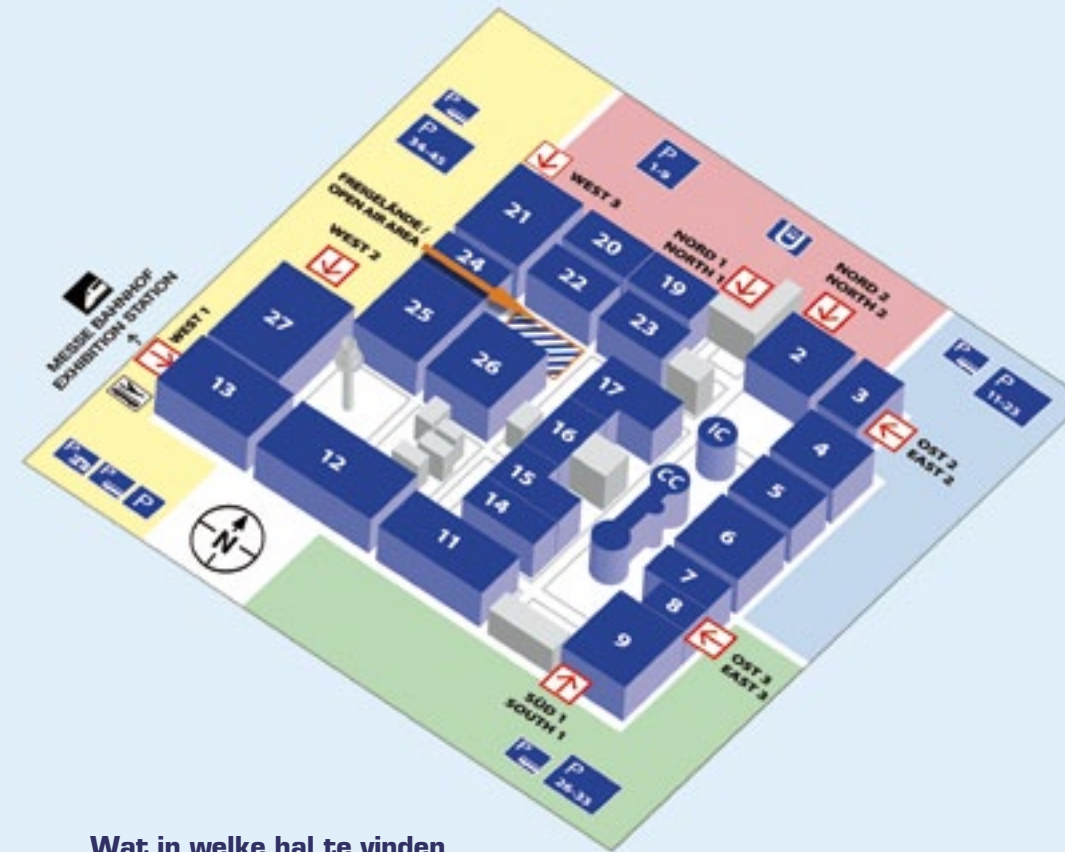 P
P
34-45
P
1-9
WEST 3
FREIGELÄNDE /
OPEN AIR AREA
WEST 2
NORD 1
NORTH 1
NORD 2
NORTH 2
MESSE BAHNHOF
EXHIBITION STATION
WEST 1
21
20
19
24
22
23
25
26
27
13
12
11
17
16
15
14
IC
CC
2
3
4
5
6
7
8
9
P
P
11-23
OST 2
EAST 2
OST 3
EAST 3
SÜD 1
SOUTH 1
P
P
P
N
P
P
26-33
Wat in welke hal te vinden